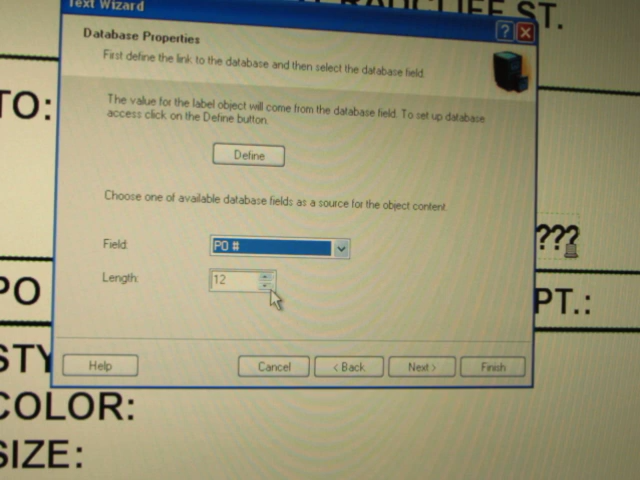 RADCLIFF ST.
Text Wizard
Database Properties
First define the link to the database and then select the database field.
TO:
The value for the label object will come from the database field. To set up database
access click on the Define button.
Define
Choose one of available database fields as a source for the object content.
Field: PO #
???
Length: 12
PO
PT.:
Help
Cancel
< Back
Next >
Finish
STY
COLOR:
SIZE: